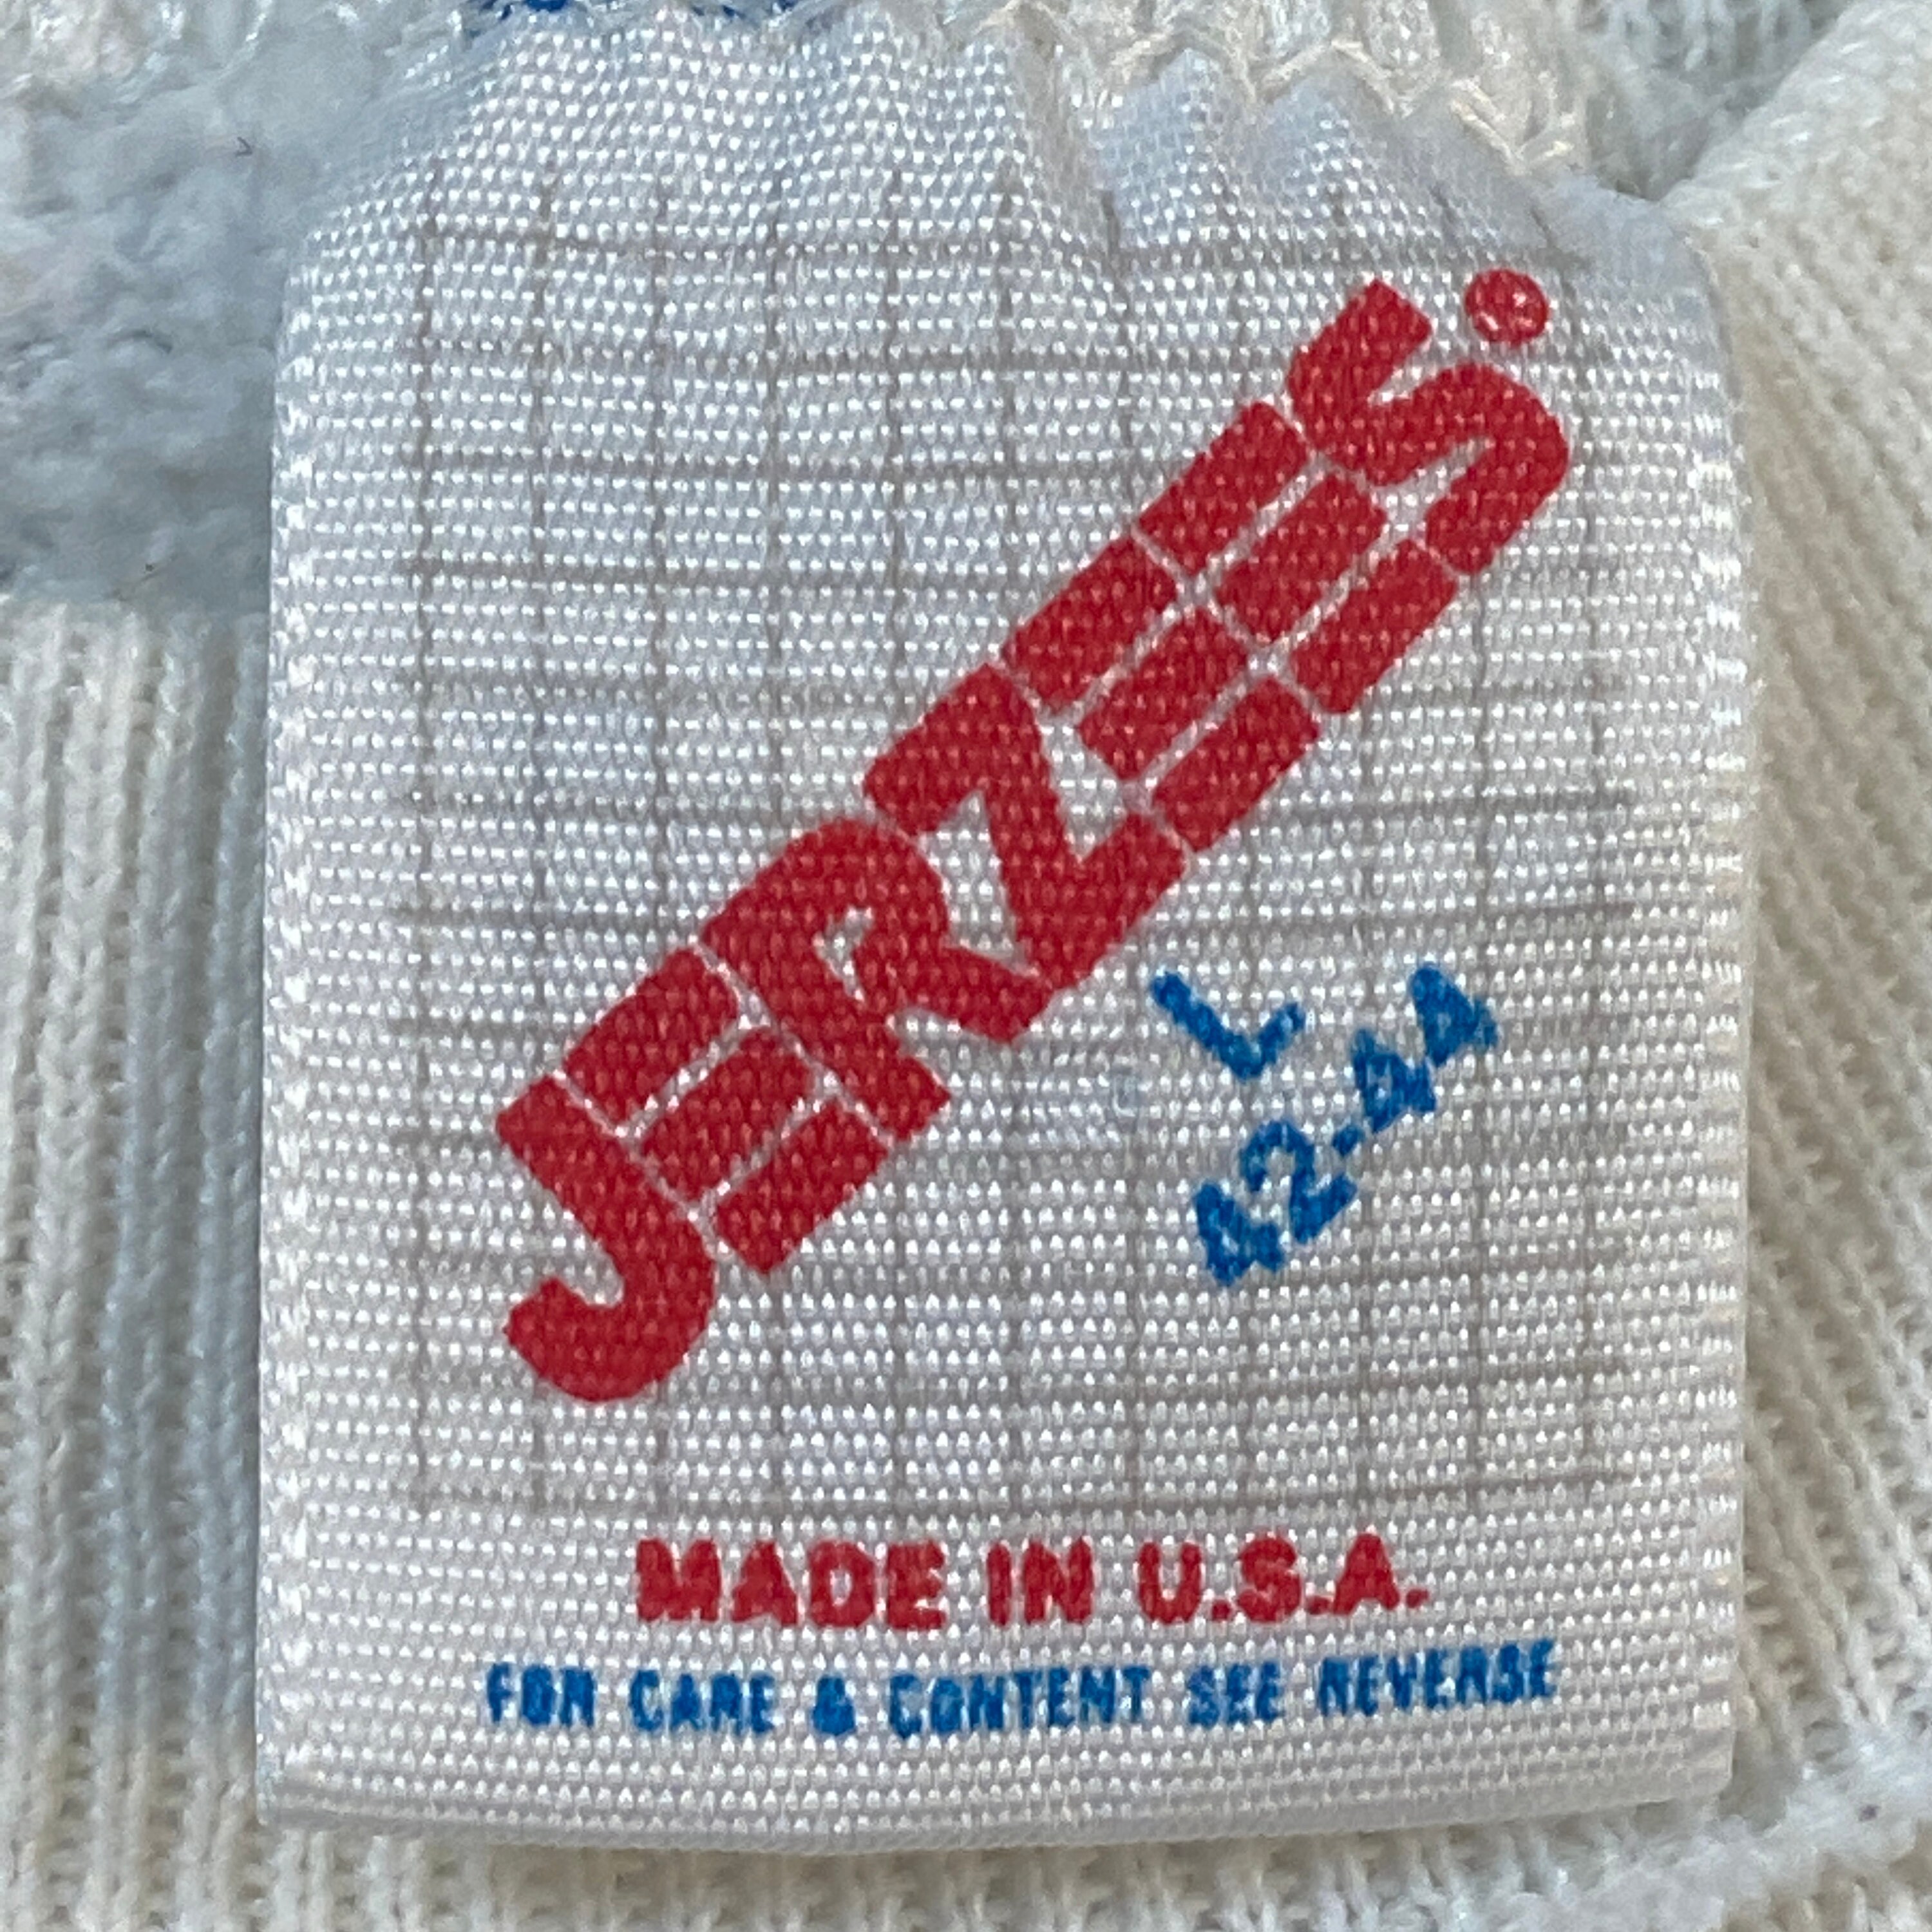 JERZEES.
L
42-44
MADE IN U.S.A.
FOR CARE & CONTENT SEE REVERSE